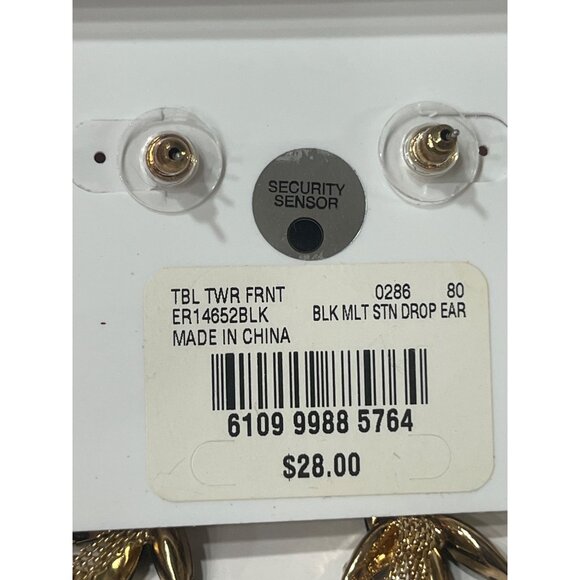 SECURITY
SENSOR
TBL TWR FRNT 0286 80
ER14652BLK BLK MLT STN DROP EAR
MADE IN CHINA
6109 9988 5764
$28.00